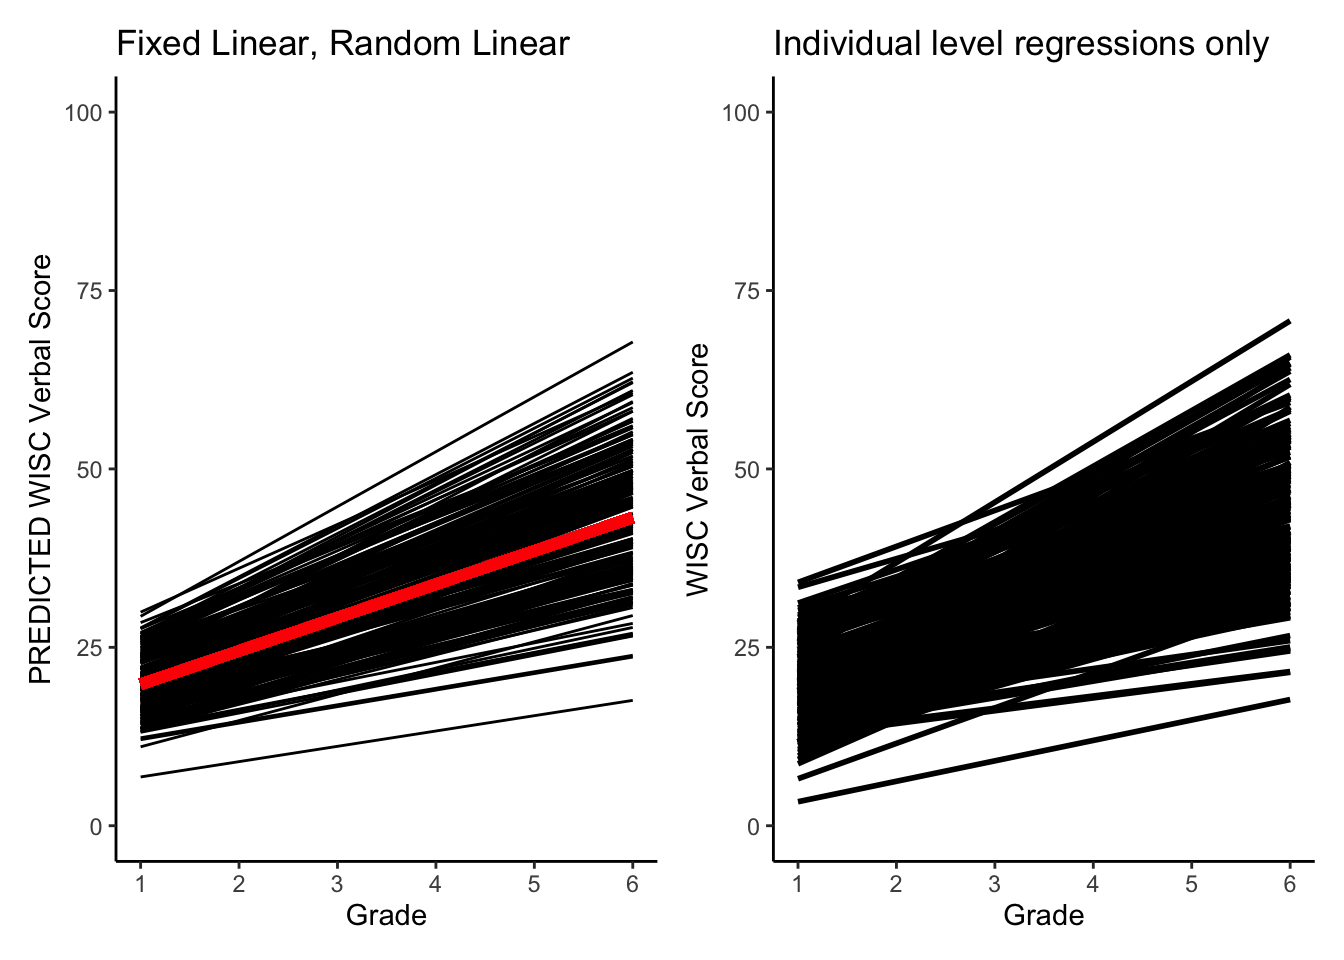 Fixed Linear, Random Linear
PREDICTED WISC Verbal Score
100
75
50
25
0
1 2 3 4 5 6
Grade
Individual level regressions only
WISC Verbal Score
100
75
50
25
0
1 2 3 4 5 6
Grade